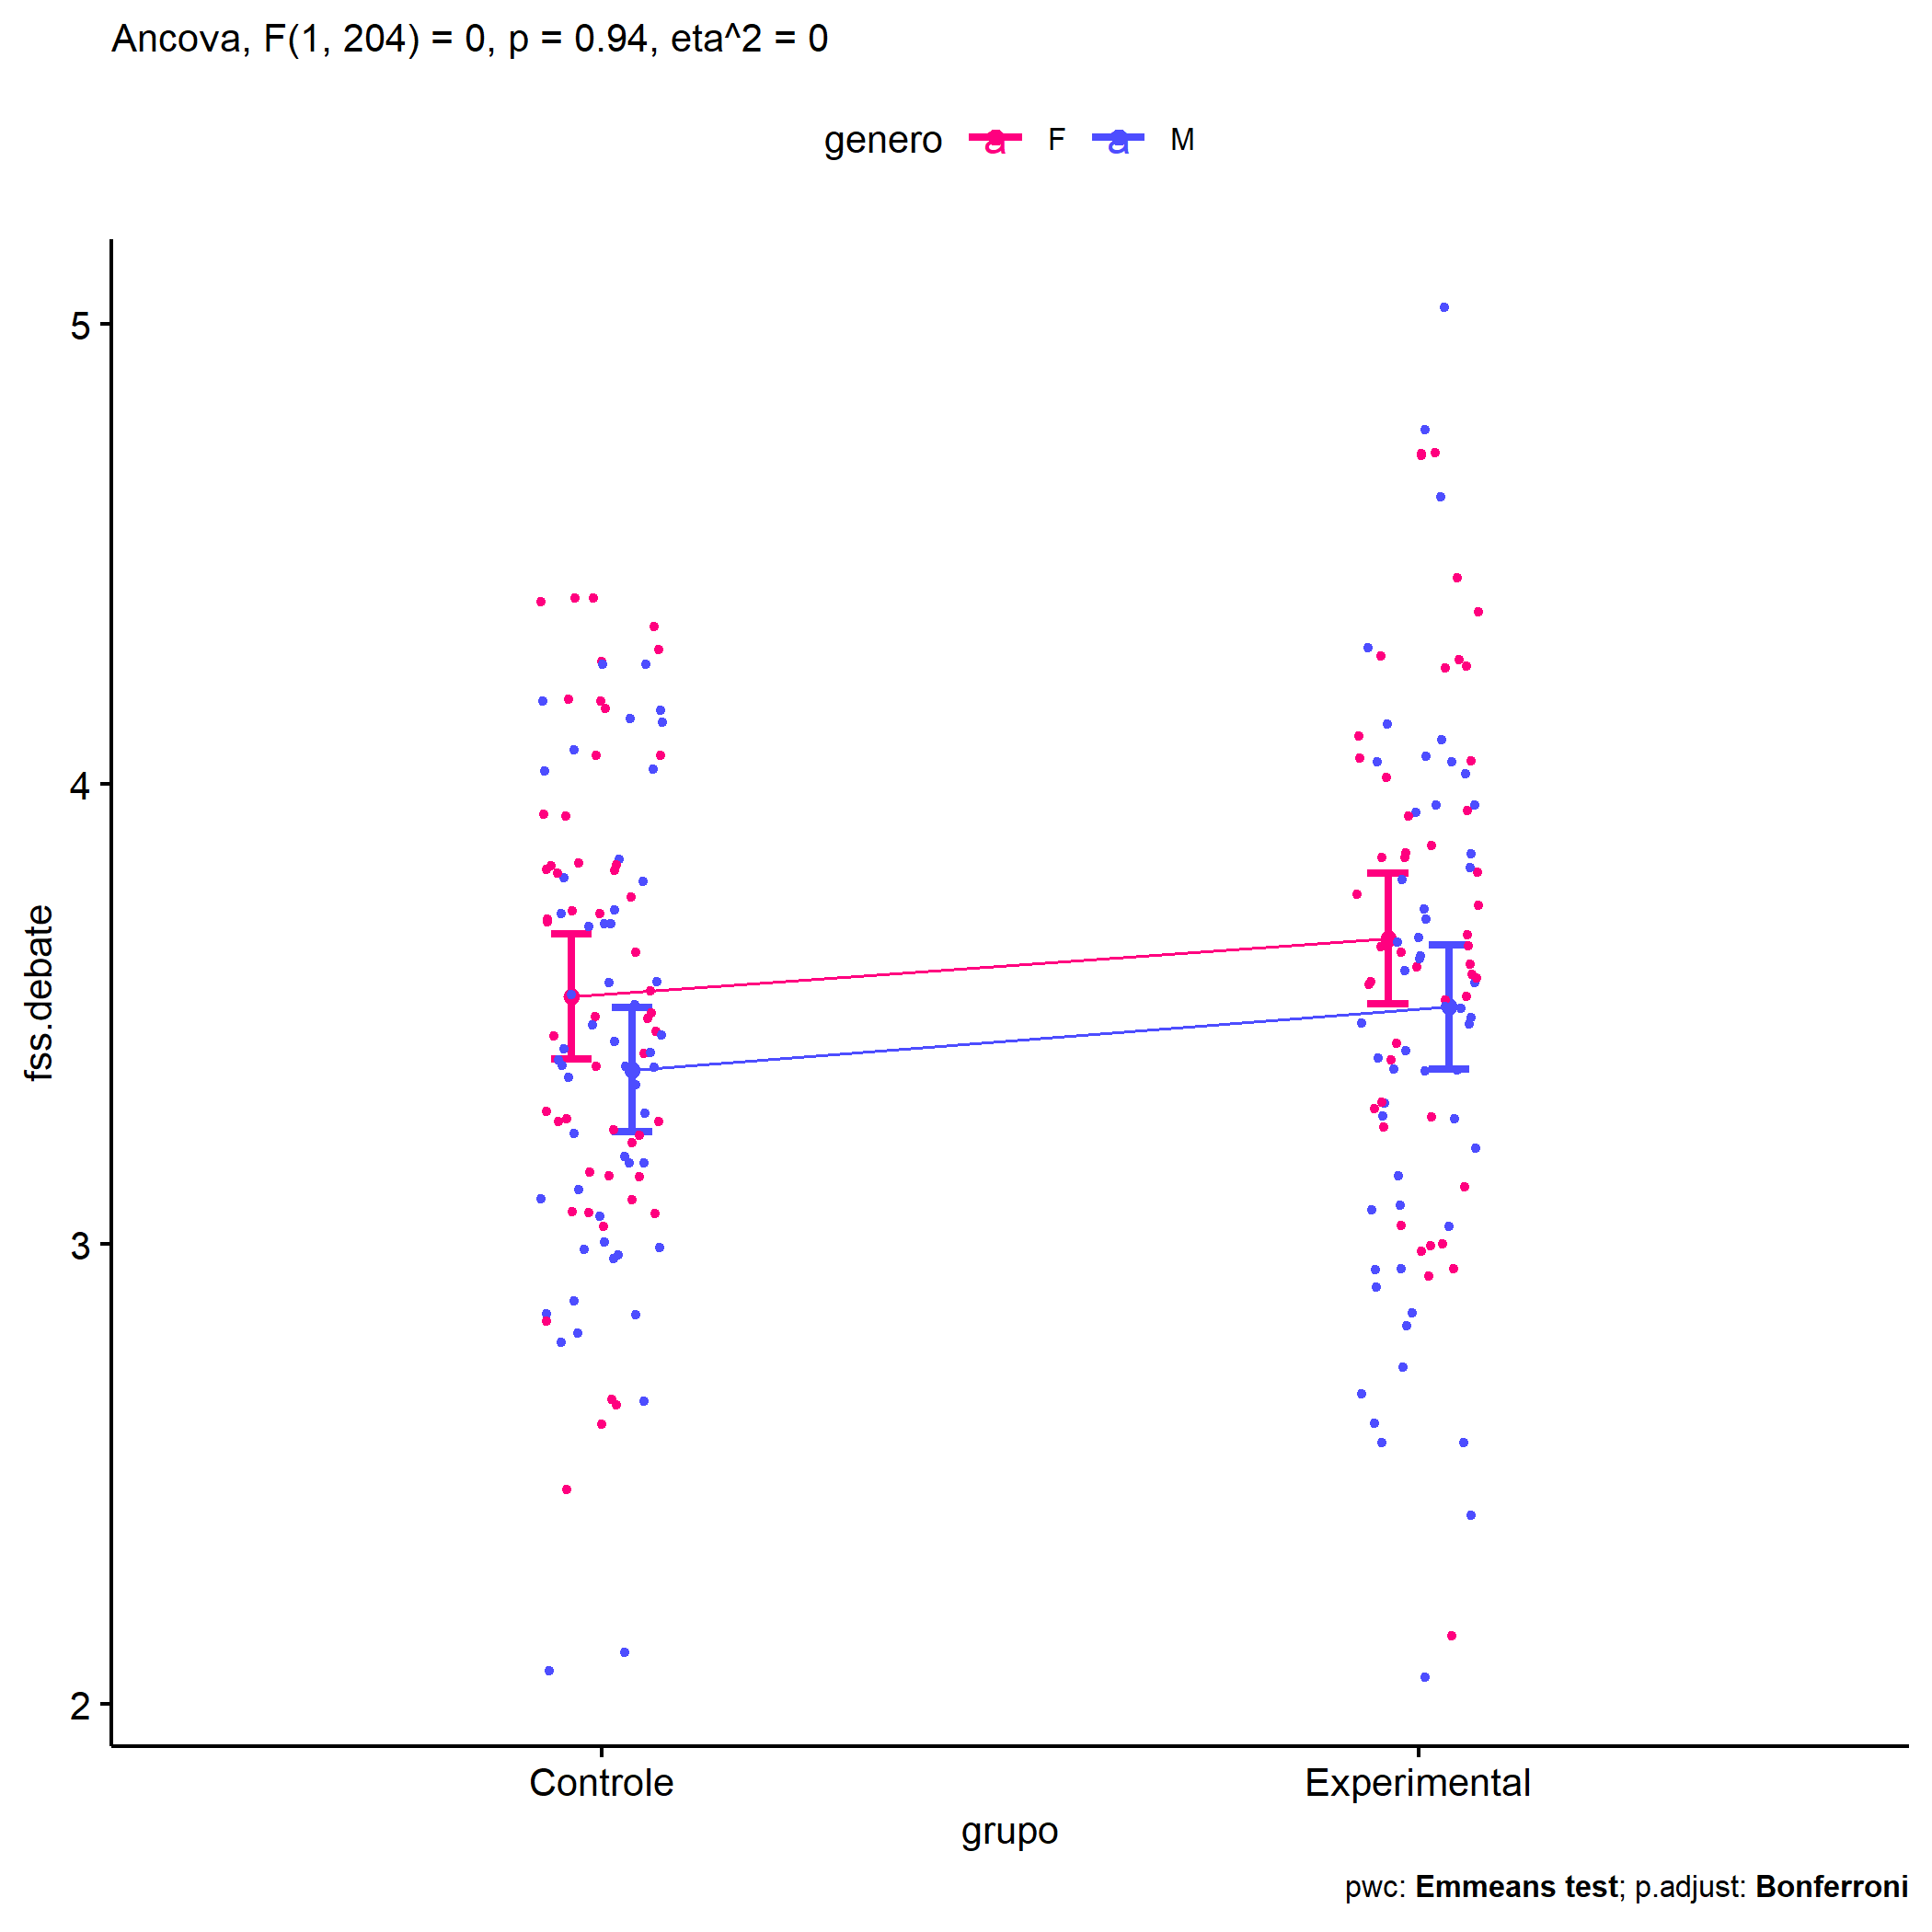 Ancova, F(1, 204) = 0, p = 0.94, eta^2 = 0
genero a F a M
5
4
3
2
fss.debate
Controle Experimental
grupo
pwc: Emmeans test; p.adjust: Bonferroni